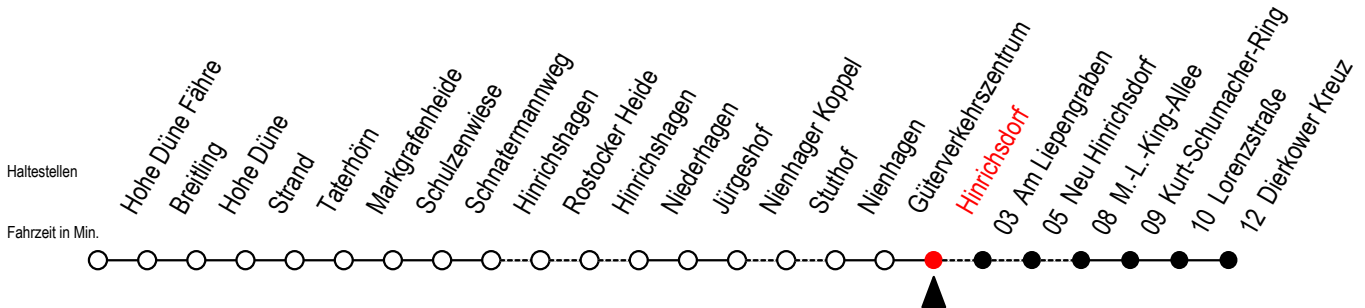 Haltestellen
Fahrzeit in Min.
Hohe Düne Fähre
Breitling
Hohe Düne
Strand
Taterhörn
Markgrafenheide
Schulzenwiese
Schnatermannweg
Hinrichshagen
Rostocker Heide
Hinrichshagen
Niederhagen
Jürgeshof
Nienhager Koppel
Stuthof
Nienhagen
Güterverkehrszentrum
Hinrichsdorf
03 Am Liepengraben
05 Neu Hinrichsdorf
08 M.-L.-King-Allee
09 Kurt-Schumacher-Ring
10 Lorenzstraße
12 Dierkower Kreuz